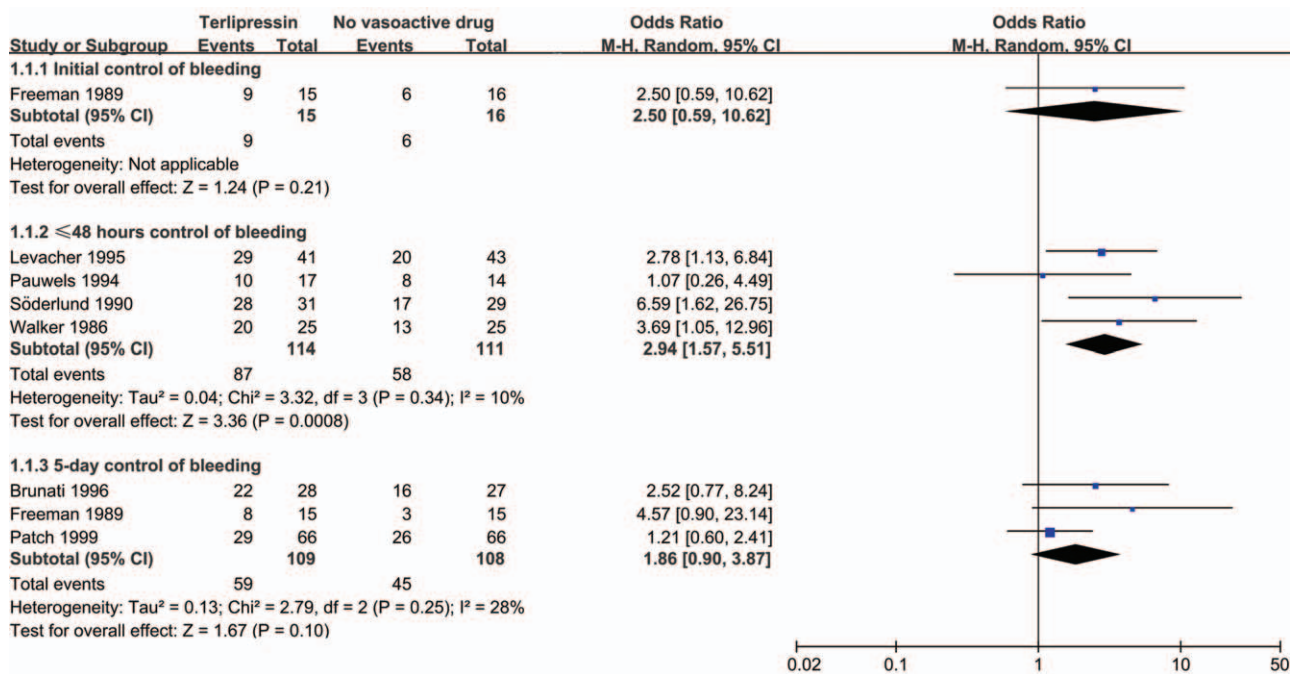 Terlipressin No vasoactive drug Odds Ratio Odds Ratio
Study or Subgroup Events Total Events Total M-H. Random. 95% CI M-H. Random. 95% CI
1.1.1 Initial control of bleeding
Freeman 1989 9 15 6 16 2.50 [0.59, 10.62]
Subtotal (95% CI) 15 16 2.50 [0.59, 10.62]
Total events 9 6
Heterogeneity: Not applicable
Test for overall effect: Z = 1.24 (P = 0.21)
1.1.2 ≤48 hours control of bleeding
Levacher 1995 29 41 20 43 2.78 [1.13, 6.84]
Pauwels 1994 10 17 8 14 1.07 [0.26, 4.49]
Söderlund 1990 28 31 17 29 6.59 [1.62, 26.75]
Walker 1986 20 25 13 25 3.69 [1.05, 12.96]
Subtotal (95% CI) 114 111 2.94 [1.57, 5.51]
Total events 87 58
Heterogeneity: Tau² = 0.04; Chi² = 3.32, df = 3 (P = 0.34); I² = 10%
Test for overall effect: Z = 3.36 (P = 0.0008)
1.1.3 5-day control of bleeding
Brunati 1996 22 28 16 27 2.52 [0.77, 8.24]
Freeman 1989 8 15 3 15 4.57 [0.90, 23.14]
Patch 1999 29 66 26 66 1.21 [0.60, 2.41]
Subtotal (95% CI) 109 108 1.86 [0.90, 3.87]
Total events 59 45
Heterogeneity: Tau² = 0.13; Chi² = 2.79, df = 2 (P = 0.25); I² = 28%
Test for overall effect: Z = 1.67 (P = 0.10)
0.02 0.1 1 10 50